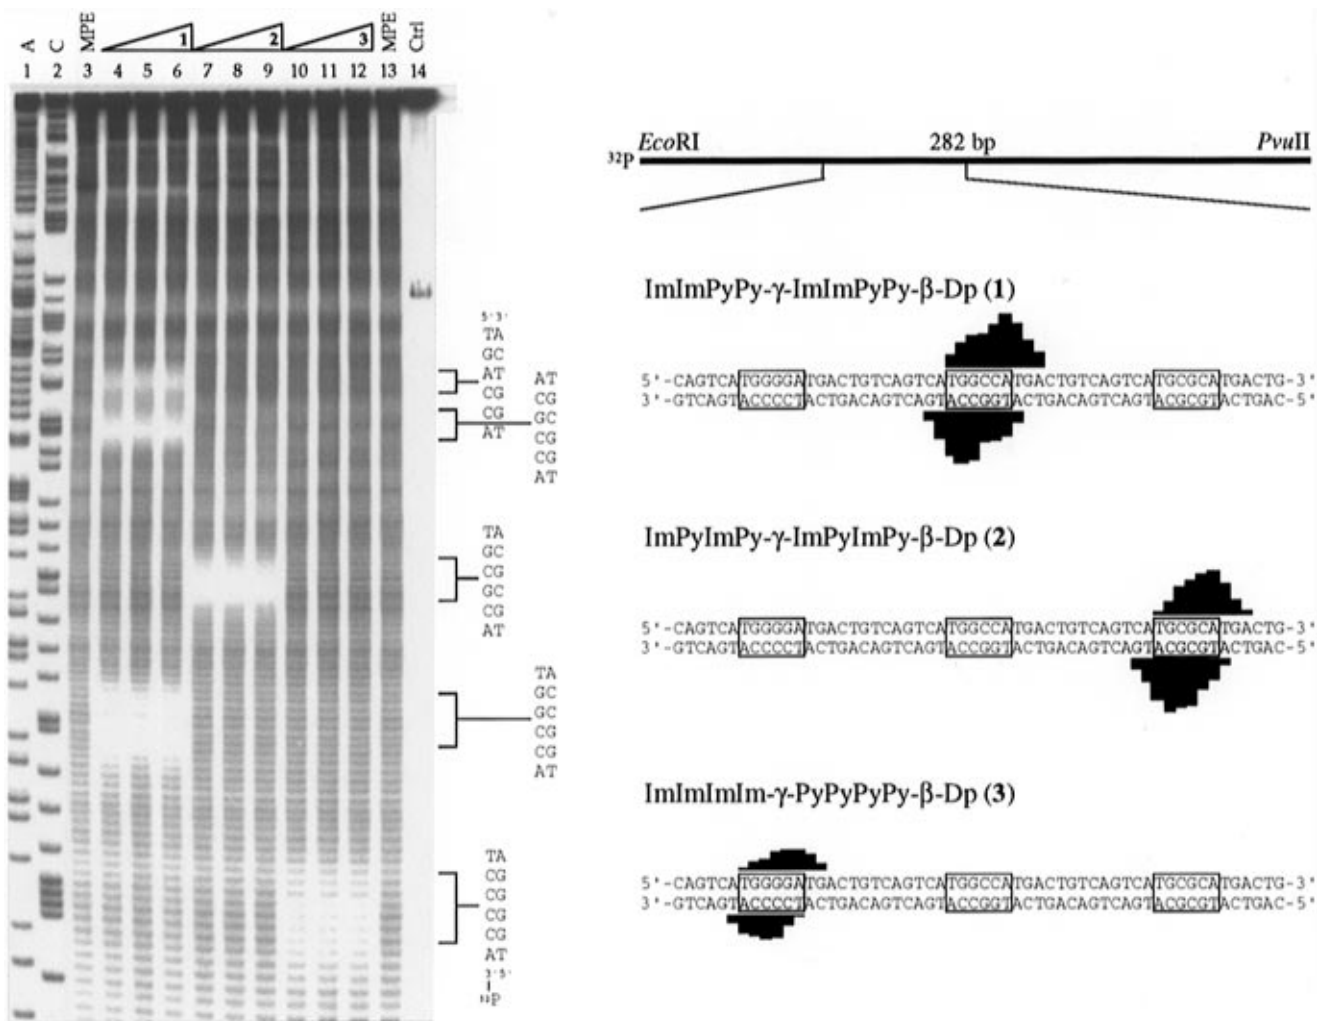 A C MPE 1 2 3 MPE Ctrl
1 2 3 4 5 6 7 8 9 10 11 12 13 14
5' 3'
TA
GC
AT
CG
CG
AT
AT
CG
GC
CG
CG
AT
TA
GC
CG
GC
CG
AT
TA
GC
GC
CG
CG
AT
TA
CG
CG
CG
CG
AT
3' 5'
32P
EcoRI 282 bp PvuII
32P
ImImPyPy-γ-ImImPyPy-β-Dp (1)
5'-CAGTCATGGGGATGACTGTCAGTCATGGCCATGACTGTCAGTCATGCGCATGACTG-3'
3'-GTCAGTACCCCTACTGACAGTCAGTACCGGTACTGACAGTCAGTACGCGTACTGAC-5'
ImPyImPy-γ-ImPyImPy-β-Dp (2)
5'-CAGTCATGGGGATGACTGTCAGTCATGGCCATGACTGTCAGTCATGCGCATGACTG-3'
3'-GTCAGTACCCCTACTGACAGTCAGTACCGGTACTGACAGTCAGTACGCGTACTGAC-5'
ImImImIm-γ-PyPyPyPy-β-Dp (3)
5'-CAGTCATGGGGATGACTGTCAGTCATGGCCATGACTGTCAGTCATGCGCATGACTG-3'
3'-GTCAGTACCCCTACTGACAGTCAGTACCGGTACTGACAGTCAGTACGCGTACTGAC-5'